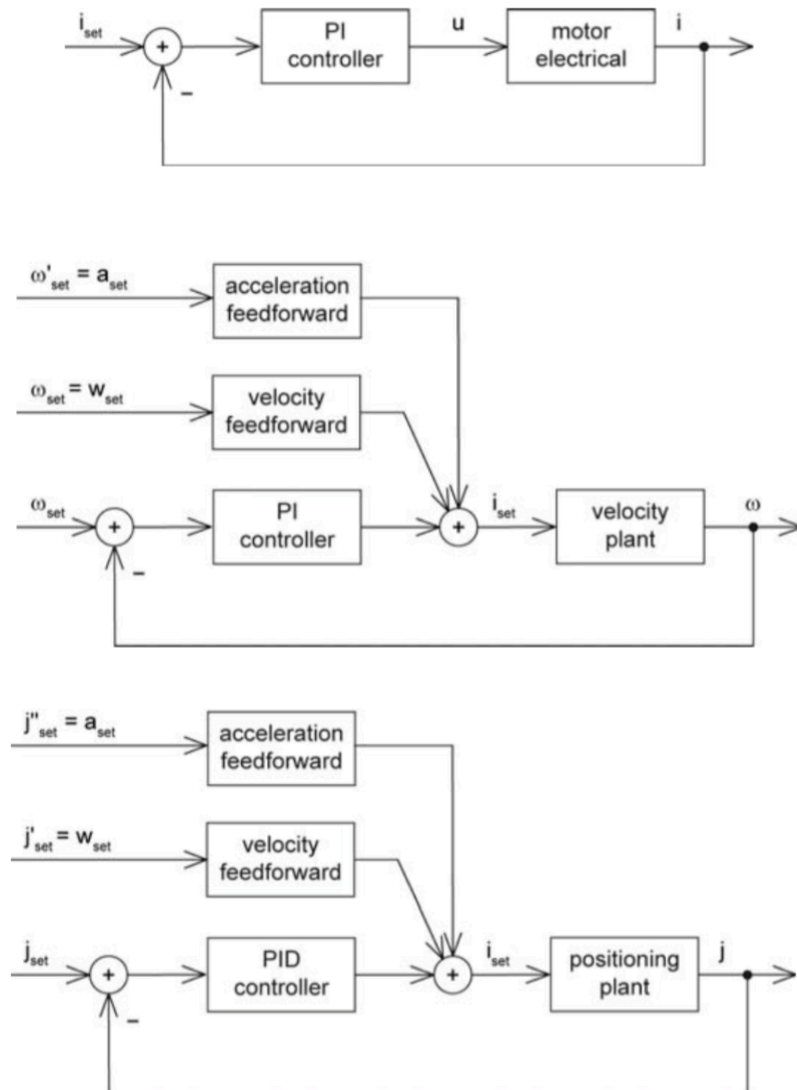 i_set
+
PI
controller
u
motor
electrical
i
–
ω'_set = a_set
acceleration
feedforward
ω_set = w_set
velocity
feedforward
ω_set
+
PI
controller
+
i_set
velocity
plant
ω
–
j''_set = a_set
acceleration
feedforward
j'_set = w_set
velocity
feedforward
j_set
+
PID
controller
+
i_set
positioning
plant
j
–